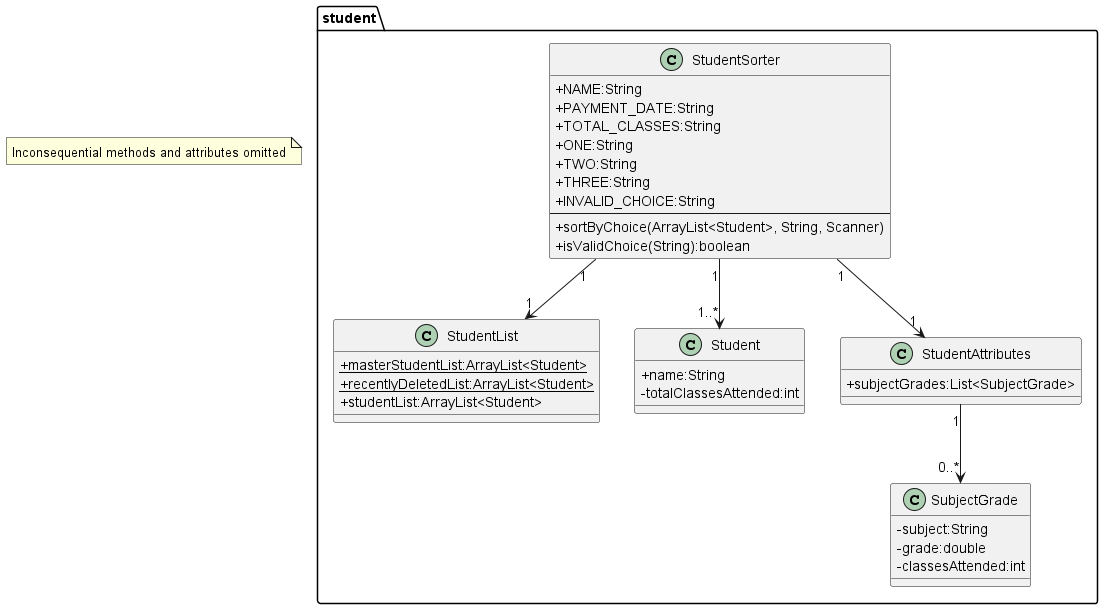 student
Inconsequential methods and attributes omitted
C StudentSorter
+NAME:String
+PAYMENT_DATE:String
+TOTAL_CLASSES:String
+ONE:String
+TWO:String
+THREE:String
+INVALID_CHOICE:String
+sortByChoice(ArrayList<Student>, String, Scanner)
+isValidChoice(String):boolean
1 1 1
1 1..* 1
C StudentList
+masterStudentList:ArrayList<Student>
+recentlyDeletedList:ArrayList<Student>
+studentList:ArrayList<Student>
C Student
+name:String
-totalClassesAttended:int
C StudentAttributes
+subjectGrades:List<SubjectGrade>
1
0..*
C SubjectGrade
-subject:String
-grade:double
-classesAttended:int